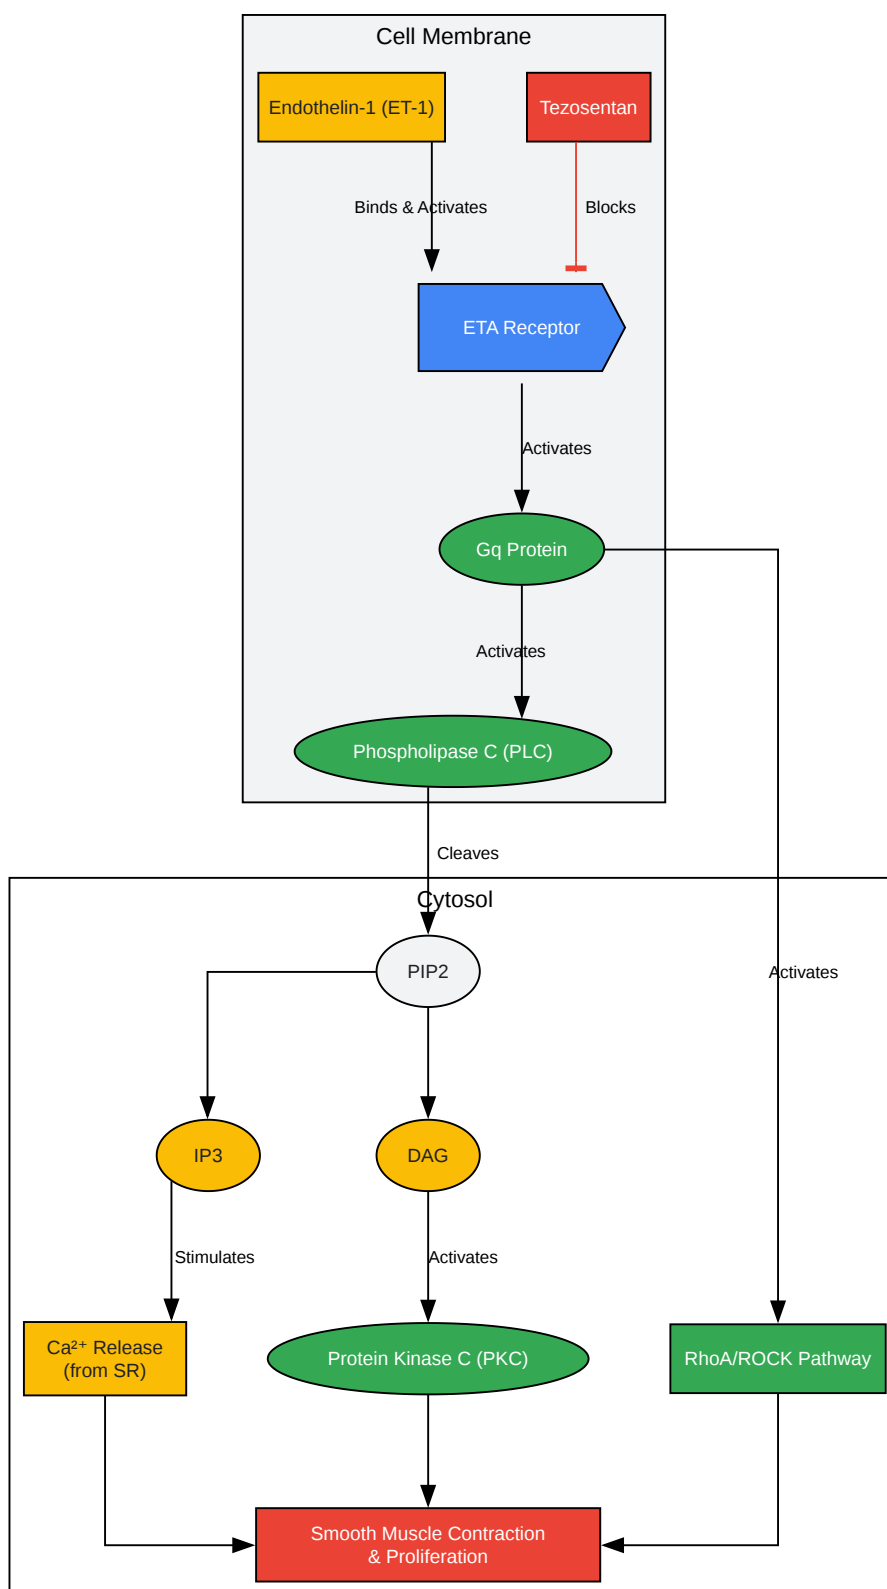 Cell Membrane
Endothelin-1 (ET-1)
Tezosentan
Binds & Activates
Blocks
ETA Receptor
Activates
Gq Protein
Activates
Phospholipase C (PLC)
Cleaves
Cytosol
PIP2
Activates
IP3
DAG
Stimulates
Activates
Ca²⁺ Release
(from SR)
Protein Kinase C (PKC)
RhoA/ROCK Pathway
Smooth Muscle Contraction
& Proliferation